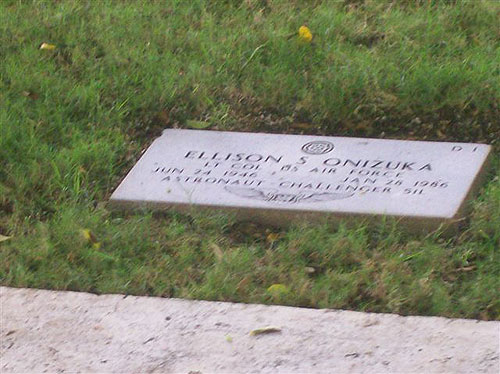 D 1
ELLISON S ONIZUKA
LT COL US AIR FORCE
JUN 24 1946 JAN 28 1986
ASTRONAUT CHALLENGER 51L